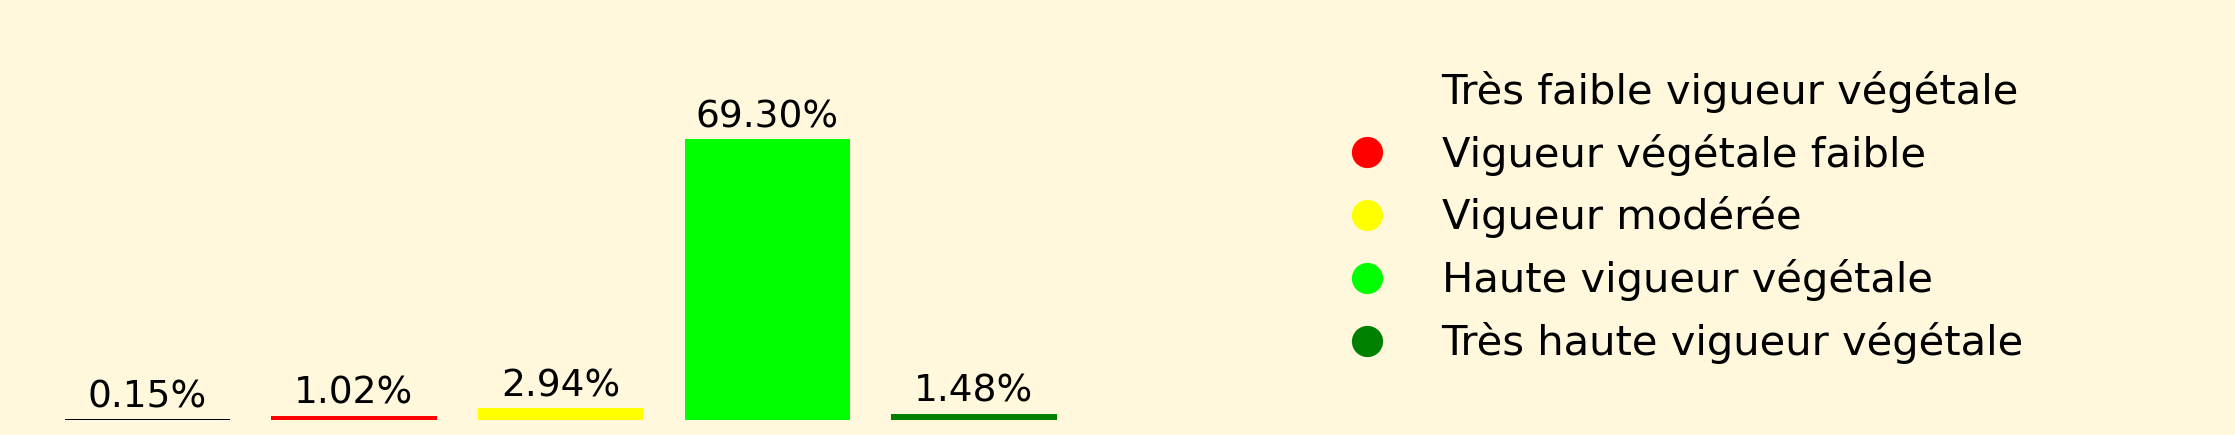 69.30%
0.15%
1.02%
2.94%
1.48%
Très faible vigueur végétale
Vigueur végétale faible
Vigueur modérée
Haute vigueur végétale
Très haute vigueur végétale